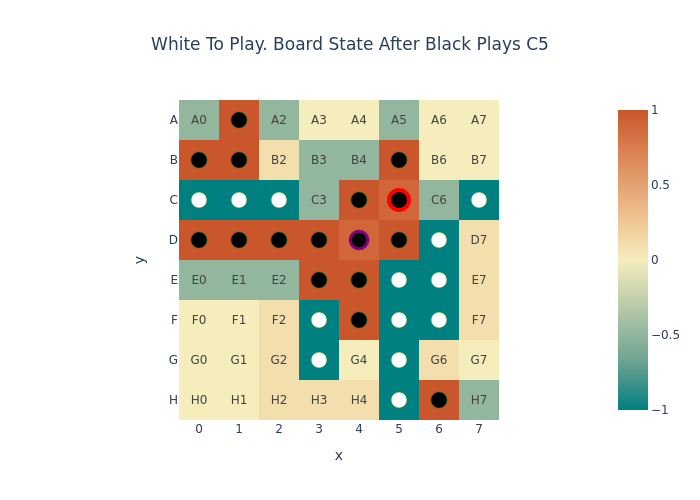 White To Play. Board State After Black Plays C5
A A0 A2 A3 A4 A5 A6 A7
B B2 B3 B4 B6 B7
C C3 C6
D D7
E E0 E1 E2 E7
F F0 F1 F2 F7
G G0 G1 G2 G4 G6 G7
H H0 H1 H2 H3 H4 H7
0 1 2 3 4 5 6 7
x
y
1
0.5
0
−0.5
−1